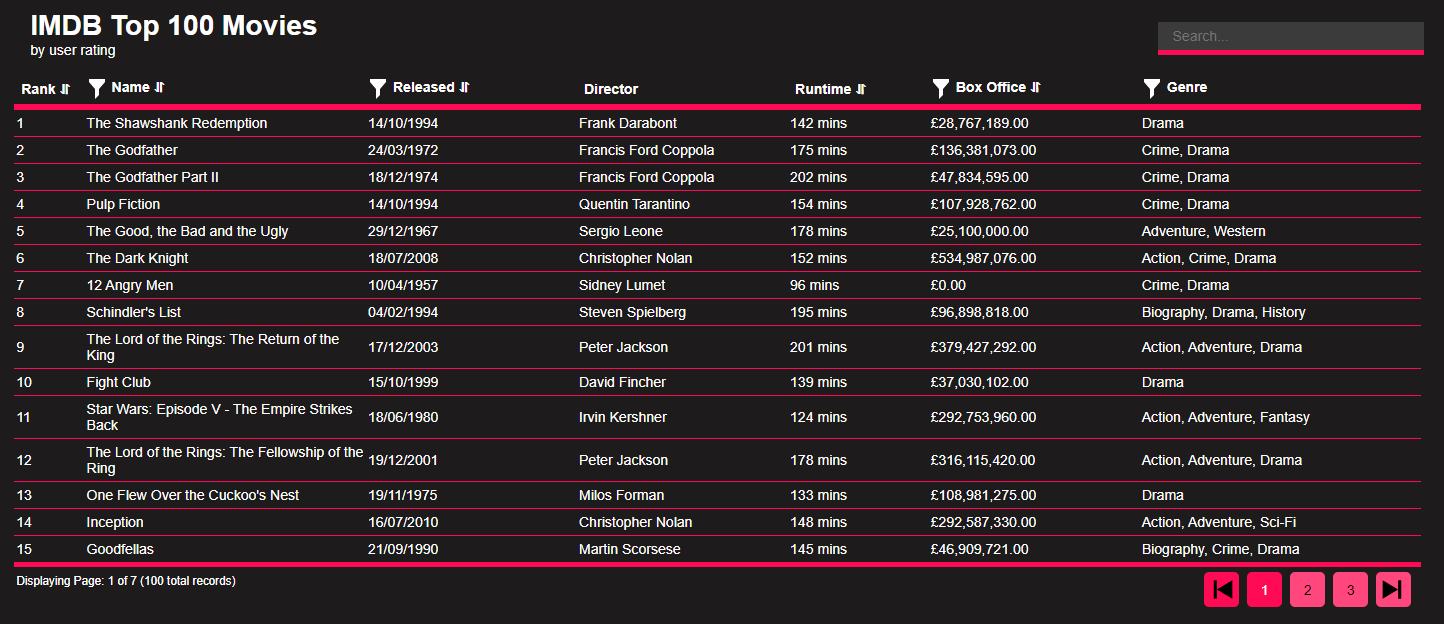 IMDB Top 100 Movies
by user rating
Search...
Rank Name Released Director Runtime Box Office Genre
1 The Shawshank Redemption 14/10/1994 Frank Darabont 142 mins £28,767,189.00 Drama
2 The Godfather 24/03/1972 Francis Ford Coppola 175 mins £136,381,073.00 Crime, Drama
3 The Godfather Part II 18/12/1974 Francis Ford Coppola 202 mins £47,834,595.00 Crime, Drama
4 Pulp Fiction 14/10/1994 Quentin Tarantino 154 mins £107,928,762.00 Crime, Drama
5 The Good, the Bad and the Ugly 29/12/1967 Sergio Leone 178 mins £25,100,000.00 Adventure, Western
6 The Dark Knight 18/07/2008 Christopher Nolan 152 mins £534,987,076.00 Action, Crime, Drama
7 12 Angry Men 10/04/1957 Sidney Lumet 96 mins £0.00 Crime, Drama
8 Schindler's List 04/02/1994 Steven Spielberg 195 mins £96,898,818.00 Biography, Drama, History
9 The Lord of the Rings: The Return of the
King 17/12/2003 Peter Jackson 201 mins £379,427,292.00 Action, Adventure, Drama
10 Fight Club 15/10/1999 David Fincher 139 mins £37,030,102.00 Drama
11 Star Wars: Episode V - The Empire Strikes
Back 18/06/1980 Irvin Kershner 124 mins £292,753,960.00 Action, Adventure, Fantasy
12 The Lord of the Rings: The Fellowship of the
Ring 19/12/2001 Peter Jackson 178 mins £316,115,420.00 Action, Adventure, Drama
13 One Flew Over the Cuckoo's Nest 19/11/1975 Milos Forman 133 mins £108,981,275.00 Drama
14 Inception 16/07/2010 Christopher Nolan 148 mins £292,587,330.00 Action, Adventure, Sci-Fi
15 Goodfellas 21/09/1990 Martin Scorsese 145 mins £46,909,721.00 Biography, Crime, Drama
Displaying Page: 1 of 7 (100 total records)
1 2 3